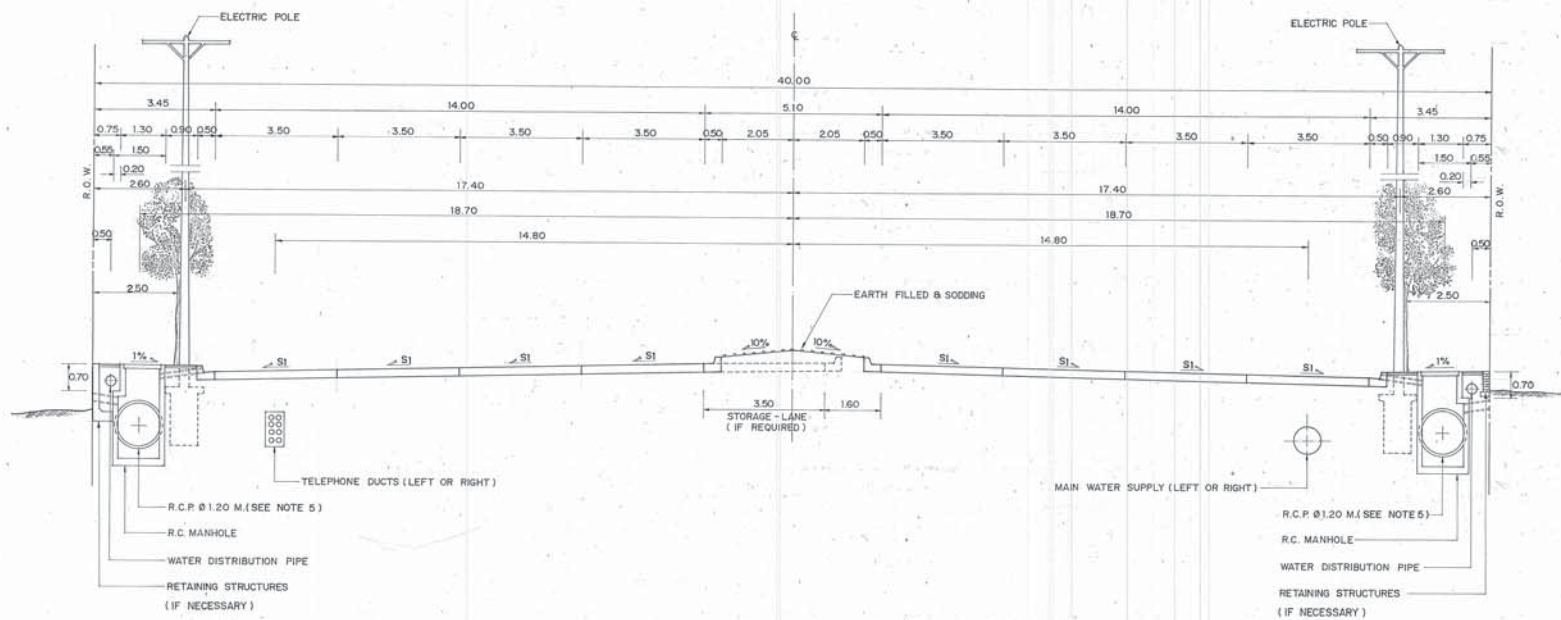 ELECTRIC POLE
ELECTRIC POLE
℄
40.00
3.45 14.00 5.10 14.00 3.45
0.75 1.30 0.90 0.50 3.50 3.50 3.50 3.50 0.50 2.05 2.05 0.50 3.50 3.50 3.50 3.50 0.50 0.90 1.30 0.75
0.55 1.50 1.50 0.55
0.20 0.20
R.O.W. 2.60 17.40 17.40 2.60 R.O.W.
18.70 18.70
0.50 14.80 14.80 0.50
2.50 EARTH FILLED & SODDING 2.50
1% S1 S1 S1 S1 10% 10% S1 S1 S1 S1 1%
0.70 0.70
3.50 1.60
STORAGE-LANE
(IF REQUIRED)
TELEPHONE DUCTS (LEFT OR RIGHT)
MAIN WATER SUPPLY (LEFT OR RIGHT)
R.C.P. Ø 1.20 M. (SEE NOTE 5)
R.C. MANHOLE
WATER DISTRIBUTION PIPE
RETAINING STRUCTURES
(IF NECESSARY)
R.C.P. Ø 1.20 M. (SEE NOTE 5)
R.C. MANHOLE
WATER DISTRIBUTION PIPE
RETAINING STRUCTURES
(IF NECESSARY)